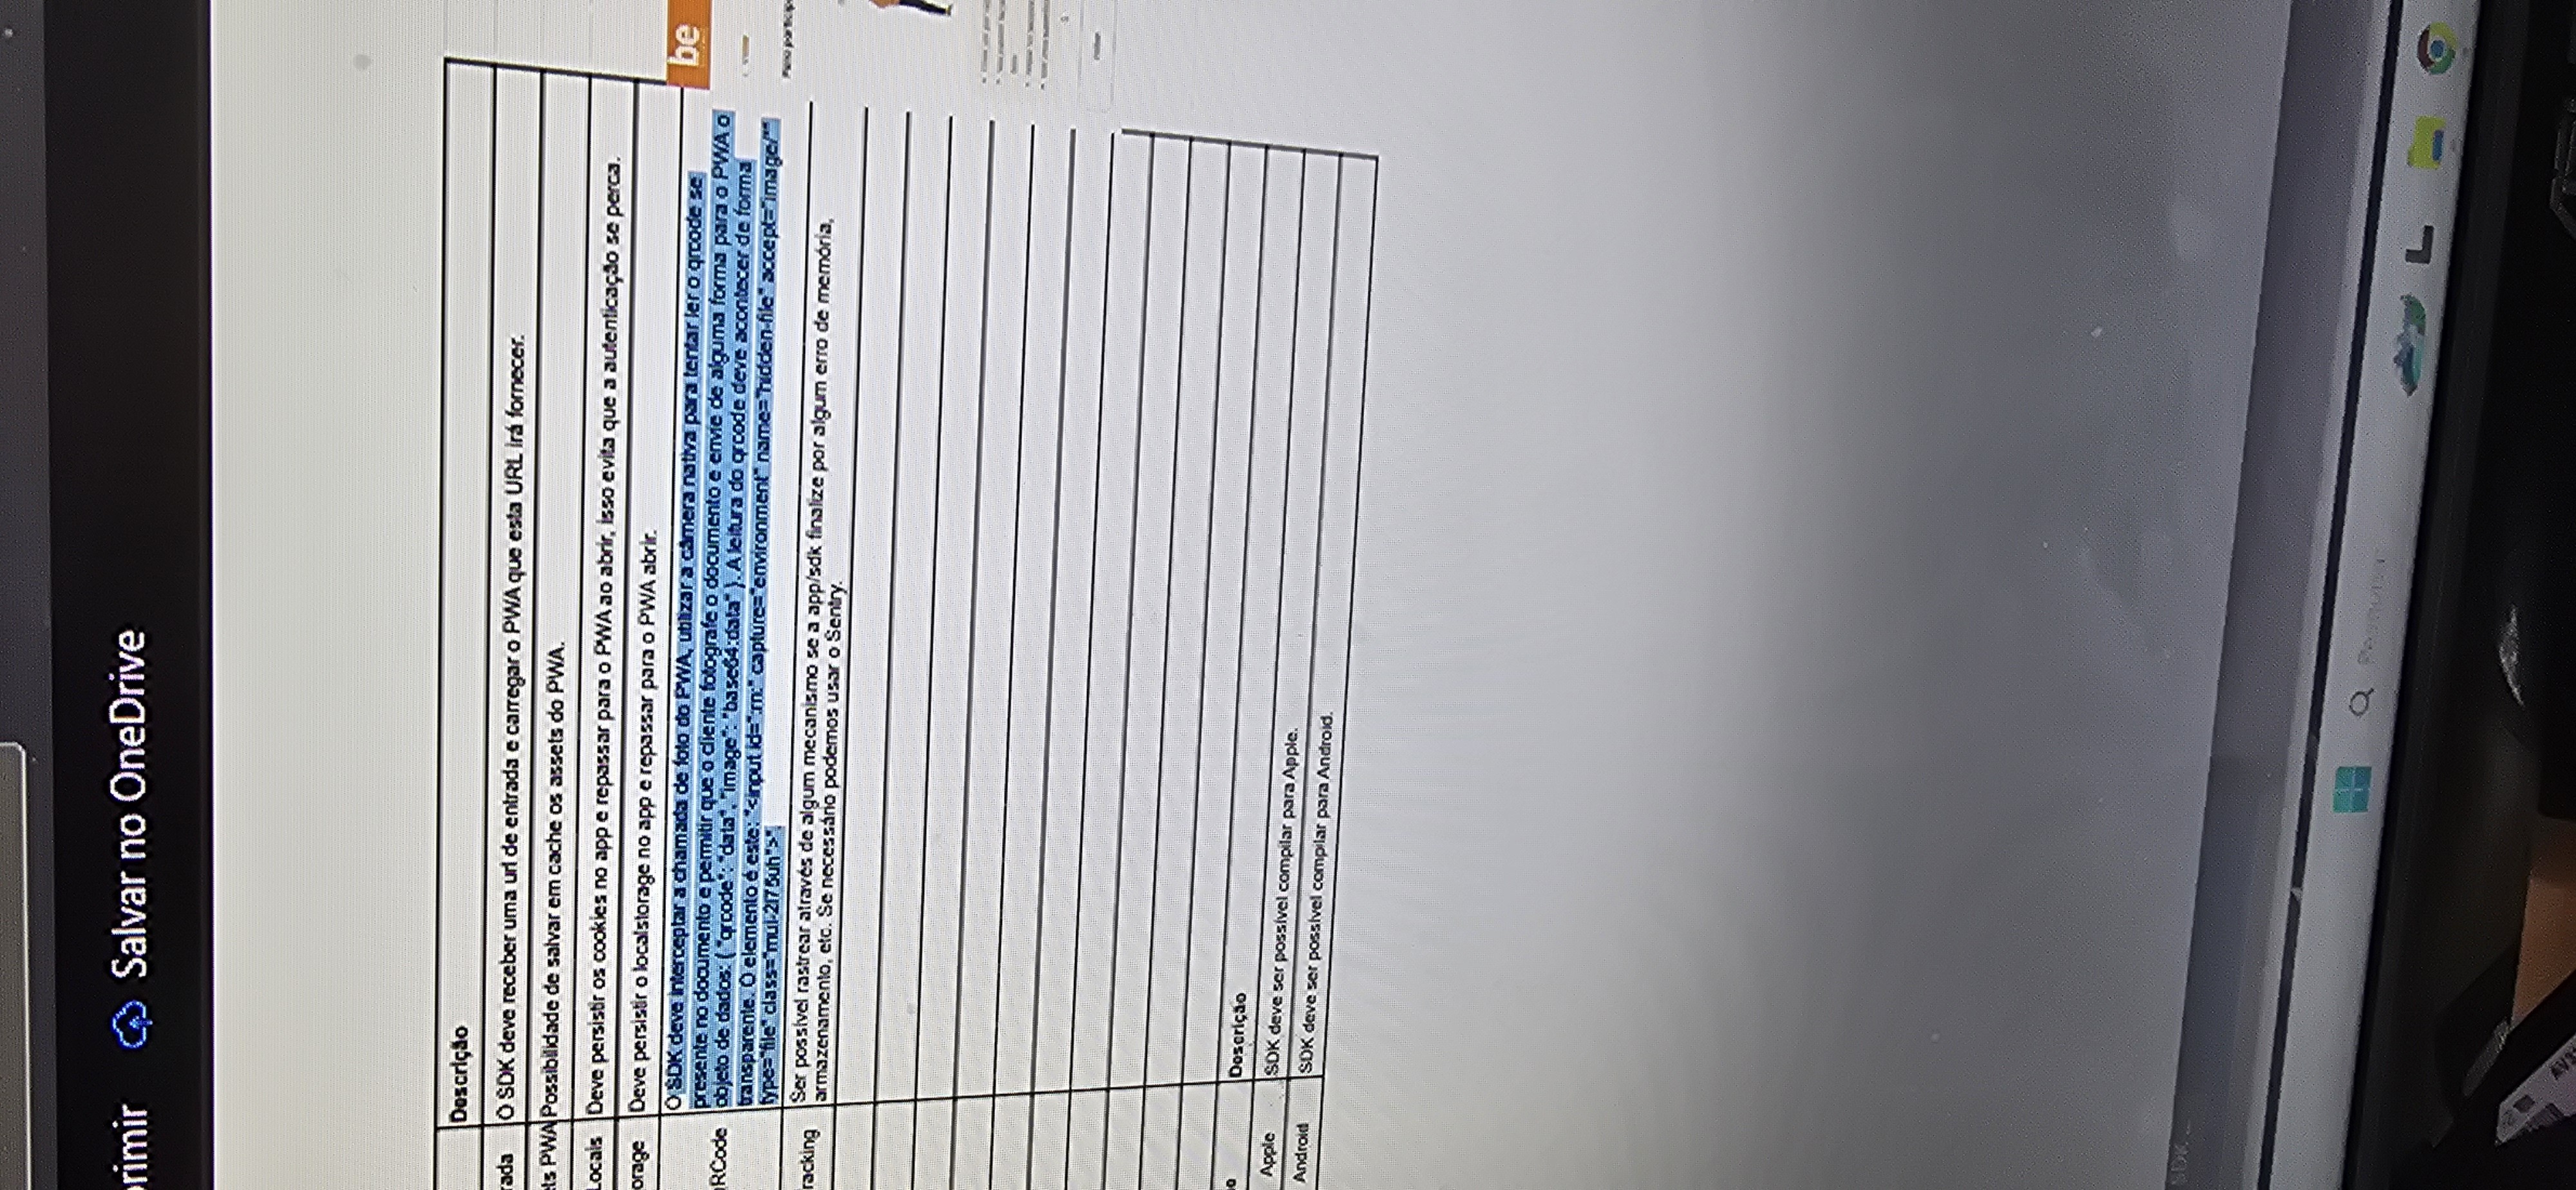 rimir Salvar no OneDrive
Descrição
rada O SDK deve receber uma url de entrada e carregar o PWA que esta URL irá fornecer.
ts PWA Possibilidade de salvar em cache os assets do PWA.
Locais Deve persistir os cookies no app e repassar para o PWA ao abrir, isso evita que a autenticação se perca.
orage Deve persistir o localstorage no app e repassar para o PWA abrir.
O SDK deve interceptar a chamada de foto do PWA, utilizar a câmera nativa para tentar ler o qrcode se
presente no documento e permitir que o cliente fotografe o documento e envie de alguma forma para o PWA o
RCode objeto de dados: { "qrcode": "data", "image": "base64:data" }. A leitura do qrcode deve acontecer de forma
transparente. O elemento é este: "<input id=":rn:" capture="environment" name="hidden-file" accept="image/*"
type="file" class="mui-2l75uh">".
racking Ser possível rastrear através de algum mecanismo se a app/sdk finalize por algum erro de memória,
armazenamento, etc. Se necessário podemos usar o Sentry.
be
Para particip
o Descrição
Apple SDK deve ser possível compilar para Apple.
Android SDK deve ser possível compilar para Android.
SDK ...
Pesquisar